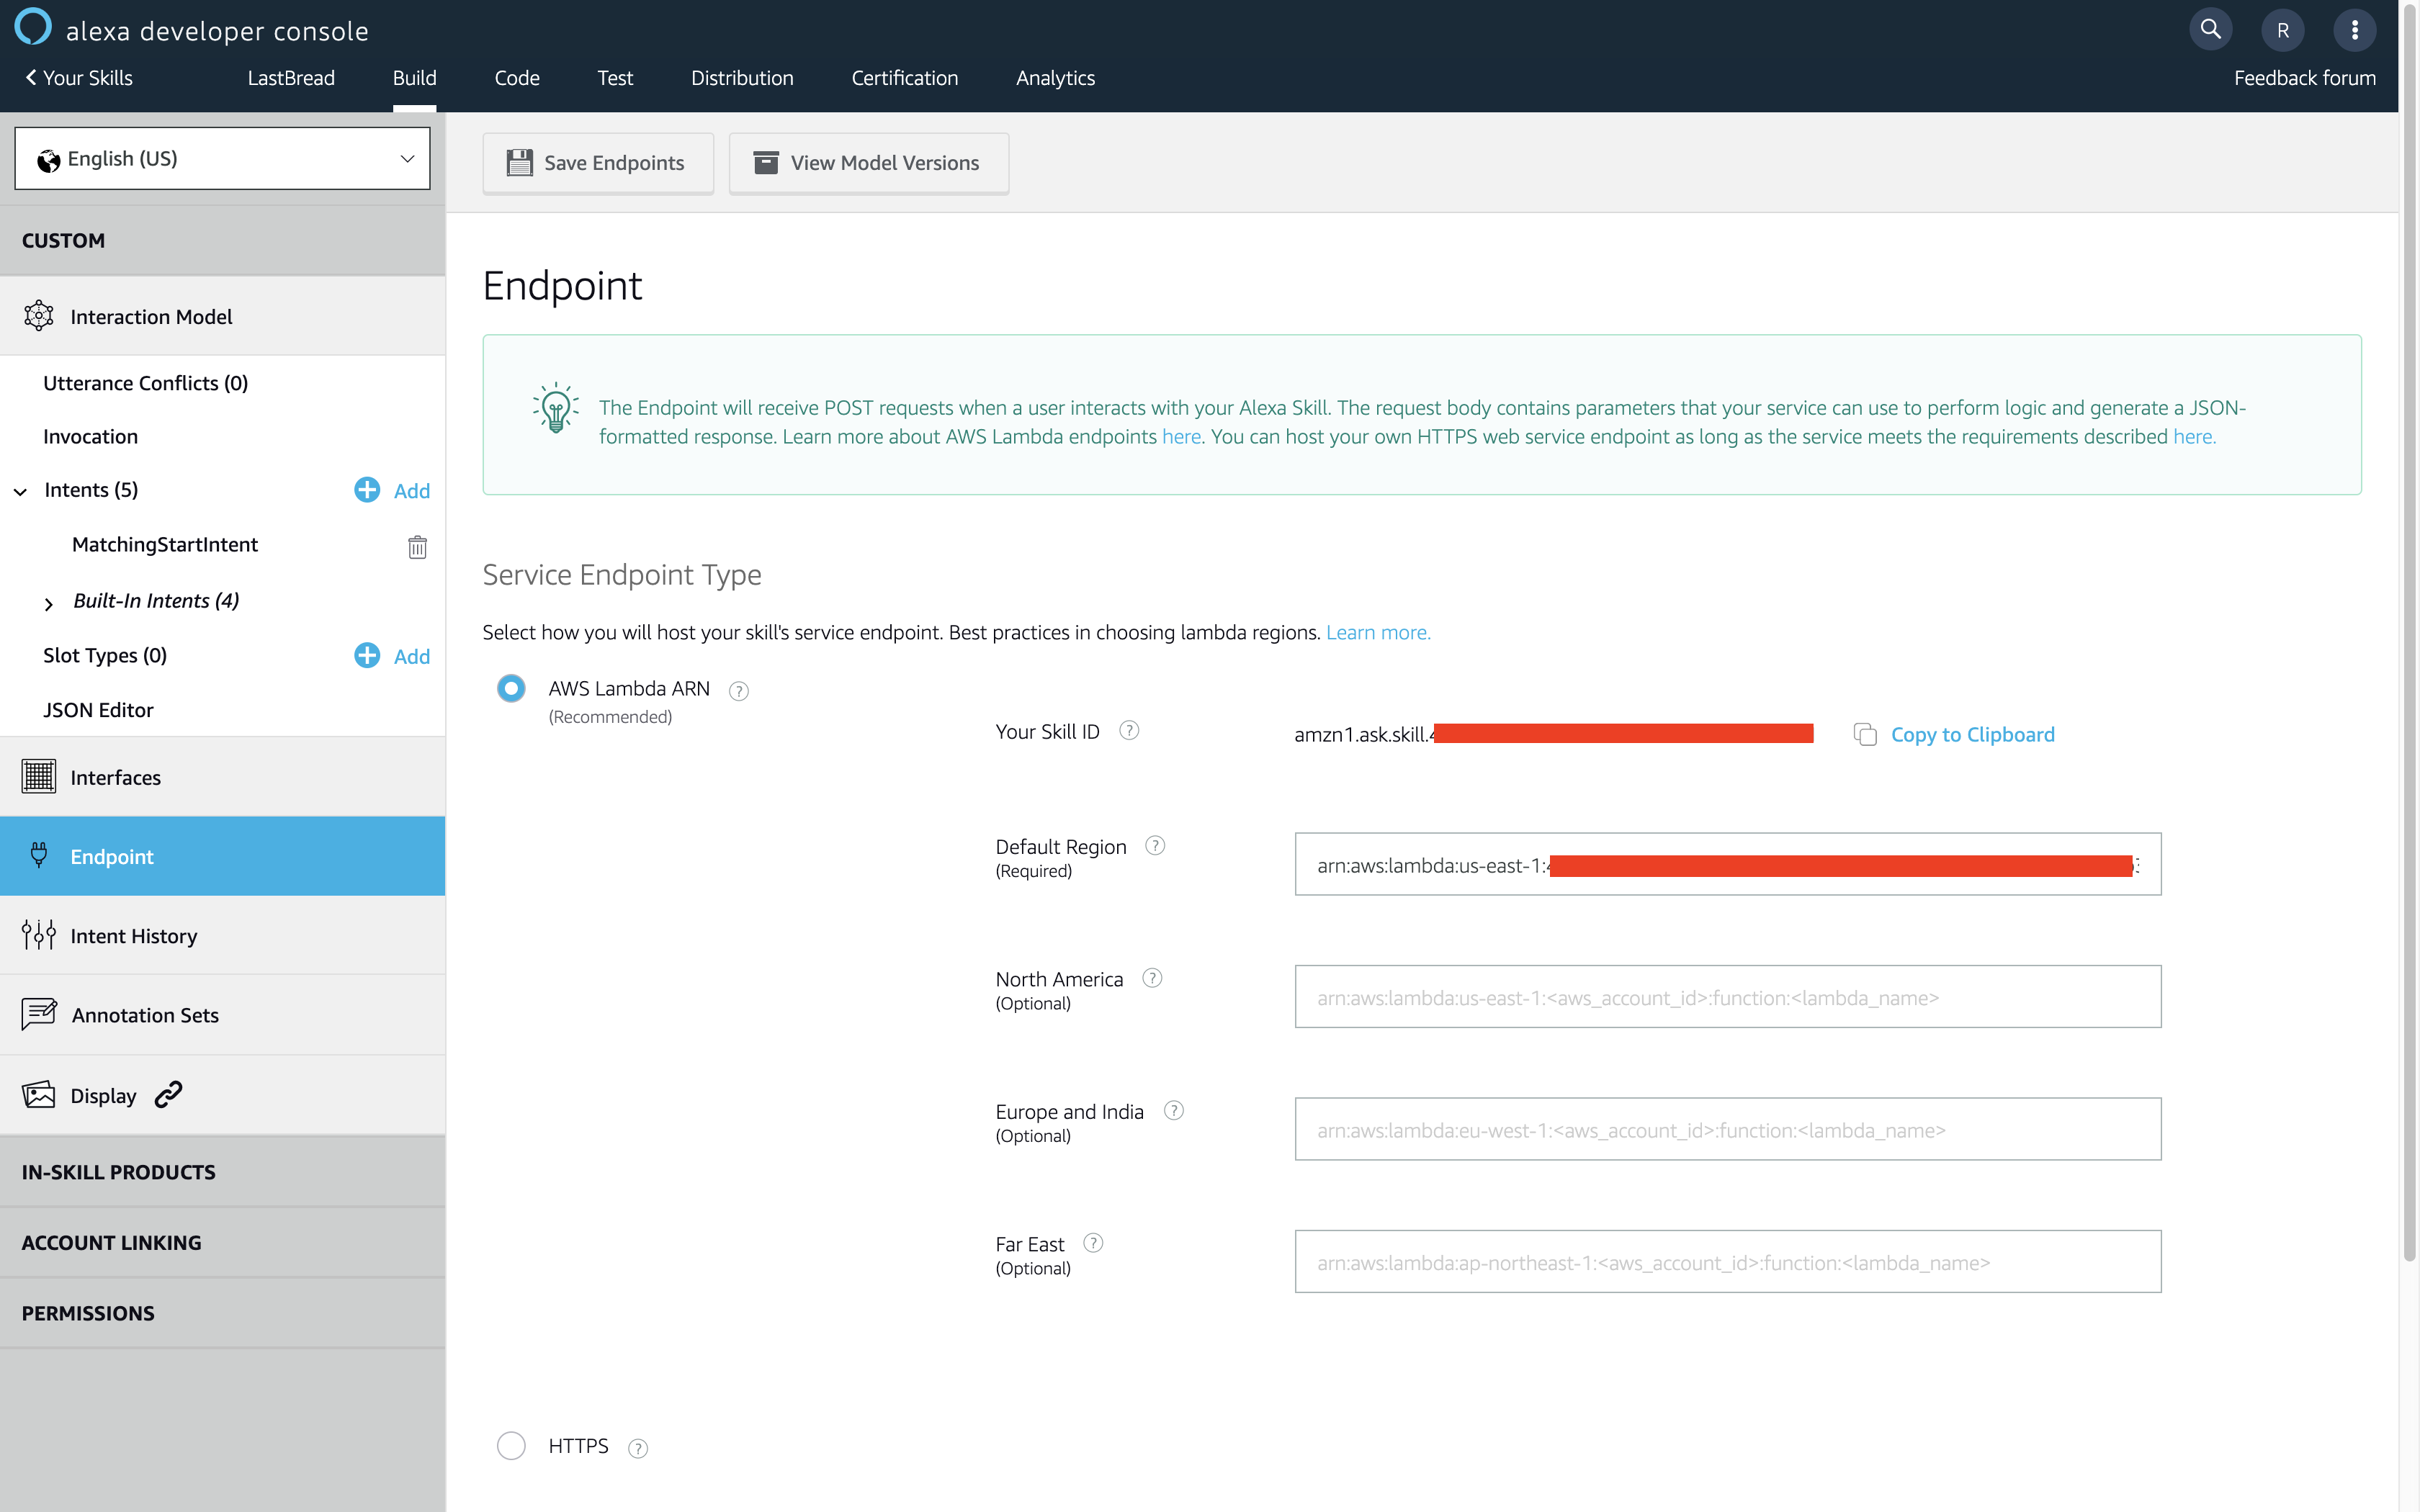 alexa developer console
R
Your Skills
LastBread
Build
Code
Test
Distribution
Certification
Analytics
Feedback forum
English (US)
Save Endpoints
View Model Versions
CUSTOM
Interaction Model
Utterance Conflicts (0)
Invocation
Intents (5)
Add
MatchingStartIntent
Built-In Intents (4)
Slot Types (0)
Add
JSON Editor
Interfaces
Endpoint
Intent History
Annotation Sets
Display
IN-SKILL PRODUCTS
ACCOUNT LINKING
PERMISSIONS
Endpoint
The Endpoint will receive POST requests when a user interacts with your Alexa Skill. The request body contains parameters that your service can use to perform logic and generate a JSON-
formatted response. Learn more about AWS Lambda endpoints here. You can host your own HTTPS web service endpoint as long as the service meets the requirements described here.
Service Endpoint Type
Select how you will host your skill's service endpoint. Best practices in choosing lambda regions. Learn more.
AWS Lambda ARN ?
(Recommended)
Your Skill ID ?
amzn1.ask.skill.
Copy to Clipboard
Default Region ?
(Required)
arn:aws:lambda:us-east-1:
North America ?
(Optional)
arn:aws:lambda:us-east-1:<aws_account_id>:function:<lambda_name>
Europe and India ?
(Optional)
arn:aws:lambda:eu-west-1:<aws_account_id>:function:<lambda_name>
Far East ?
(Optional)
arn:aws:lambda:ap-northeast-1:<aws_account_id>:function:<lambda_name>
HTTPS ?